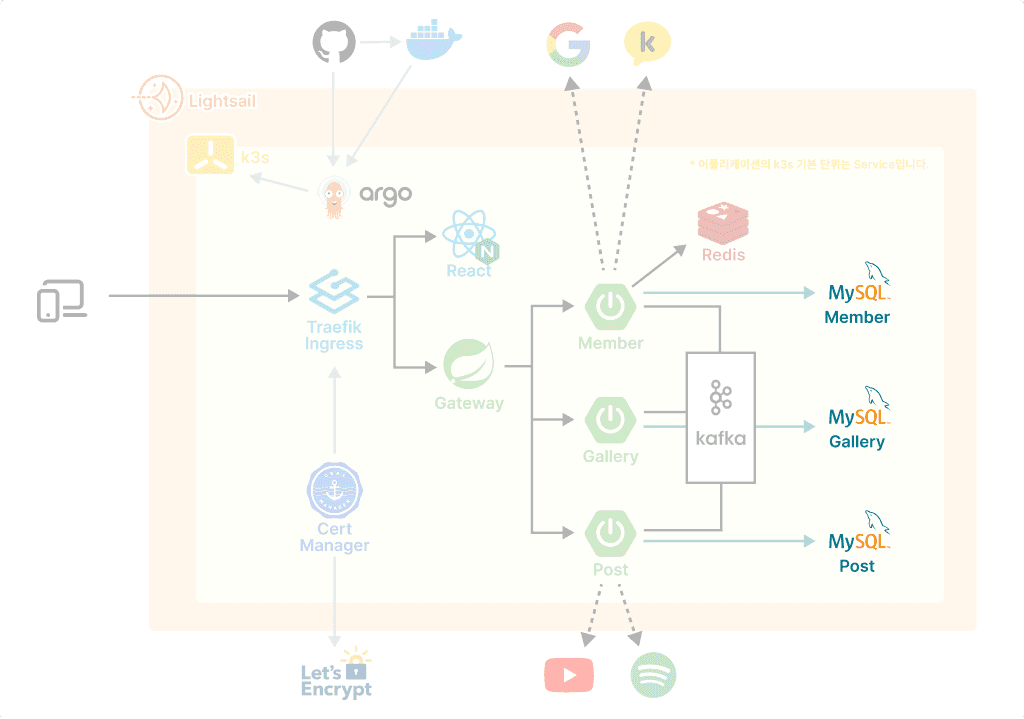 Lightsail
k3s
* 어플리케이션의 k3s 기본 단위는 Service입니다.
argo
React
Redis
Traefik
Ingress
MySQL
Member
Member
Gateway
MySQL
Gallery
kafka
Gallery
Cert
Manager
MySQL
Post
Post
Let's
Encrypt